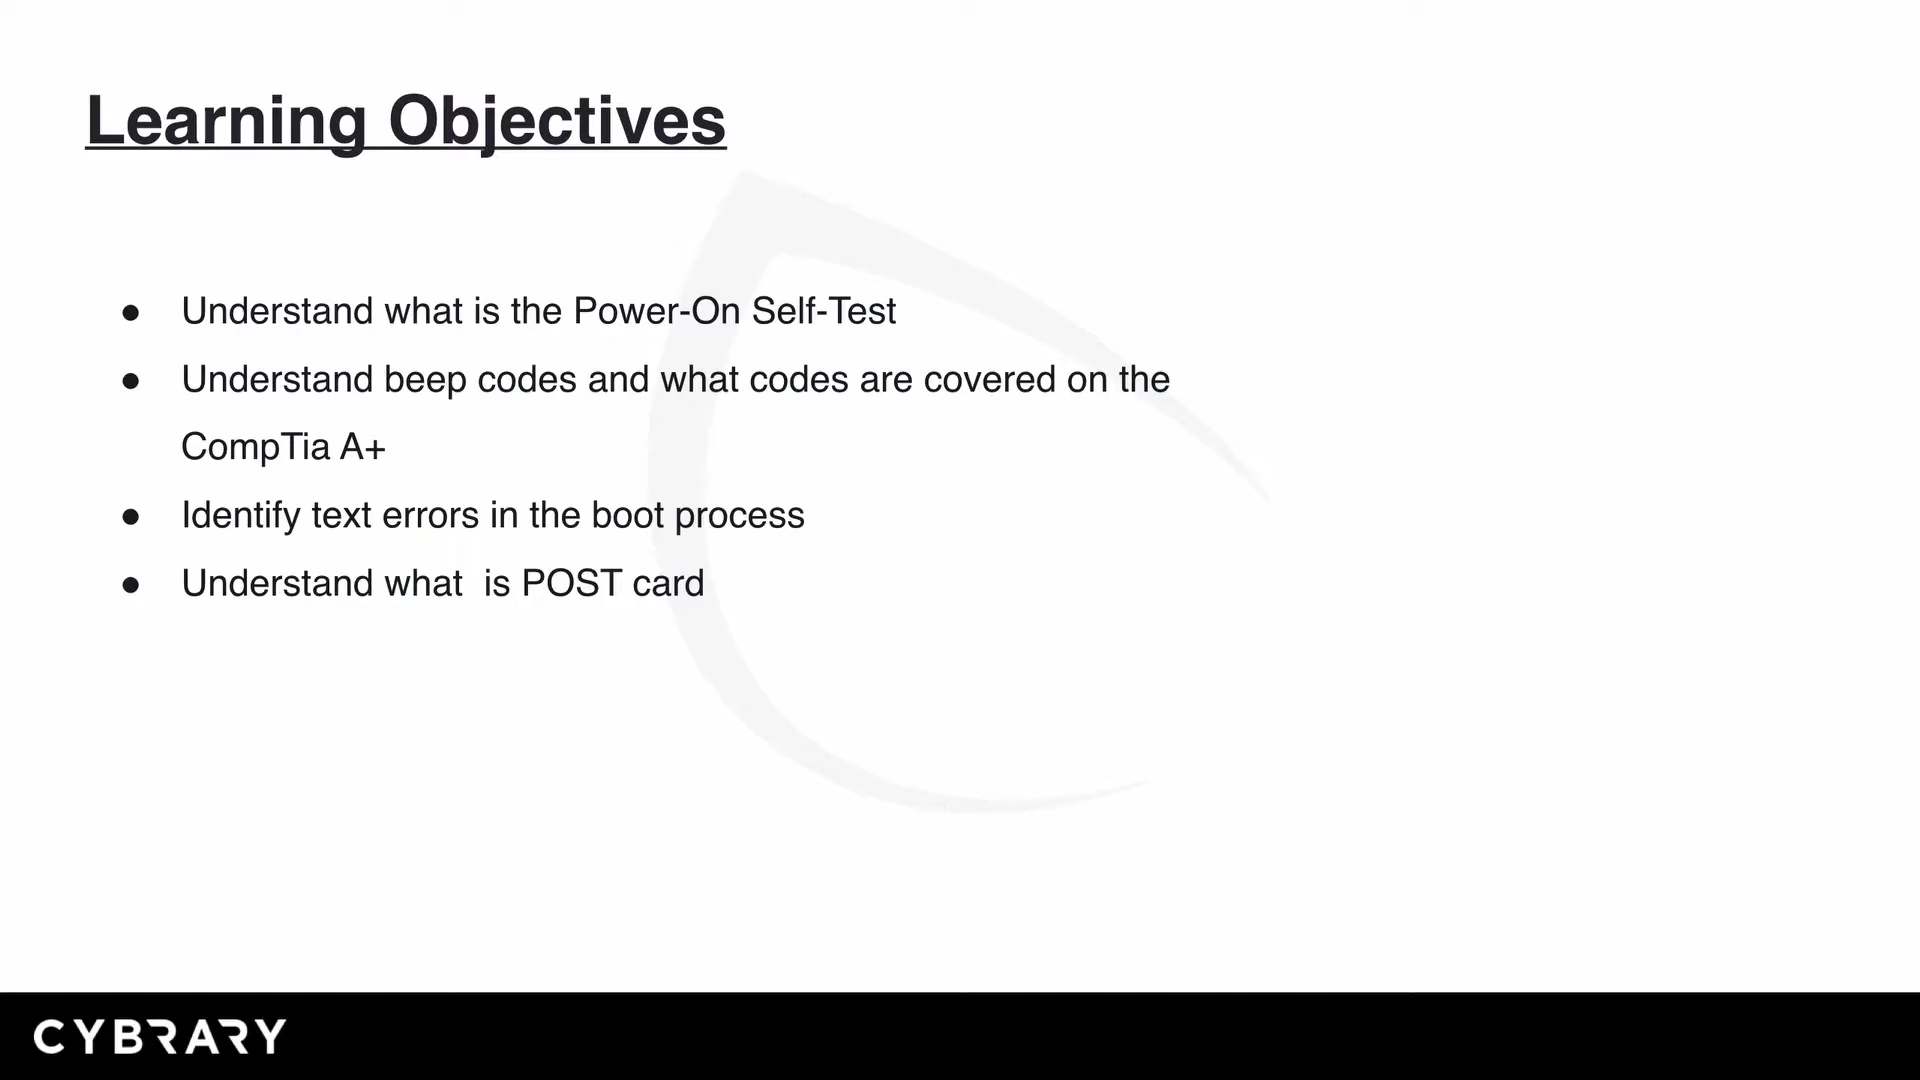 Learning Objectives
● Understand what is the Power-On Self-Test
● Understand beep codes and what codes are covered on the
CompTia A+
● Identify text errors in the boot process
● Understand what  is POST card
CYBRARY